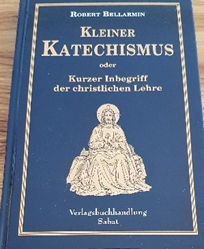 Robert Bellarmin
Kleiner
Katechismus
oder
Kurzer Inbegriff
der christlichen Lehre
Verlagsbuchhandlung
Sabat